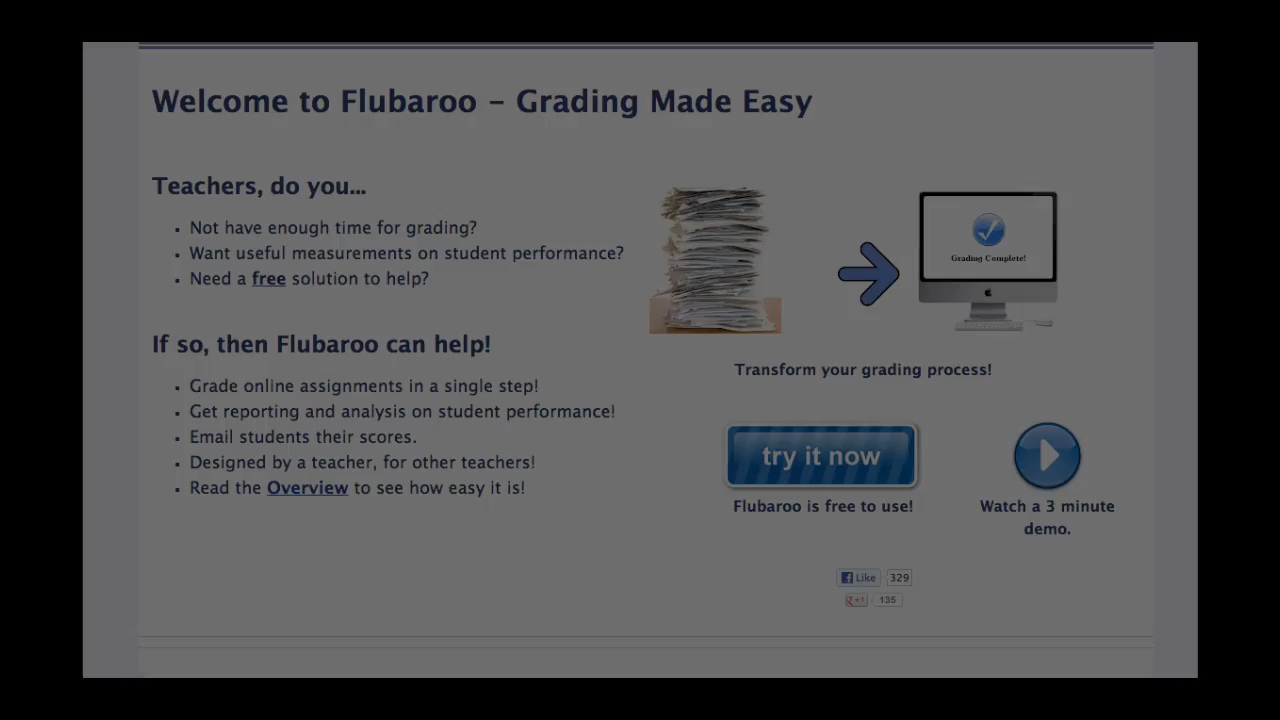 Welcome to Flubaroo - Grading Made Easy
Teachers, do you...
Not have enough time for grading?
Want useful measurements on student performance?
Need a free solution to help?
If so, then Flubaroo can help!
Grade online assignments in a single step!
Get reporting and analysis on student performance!
Email students their scores.
Designed by a teacher, for other teachers!
Read the Overview to see how easy it is!
Grading Complete!
Transform your grading process!
try it now
Flubaroo is free to use!
Watch a 3 minute
demo.
Like 329
+1 135